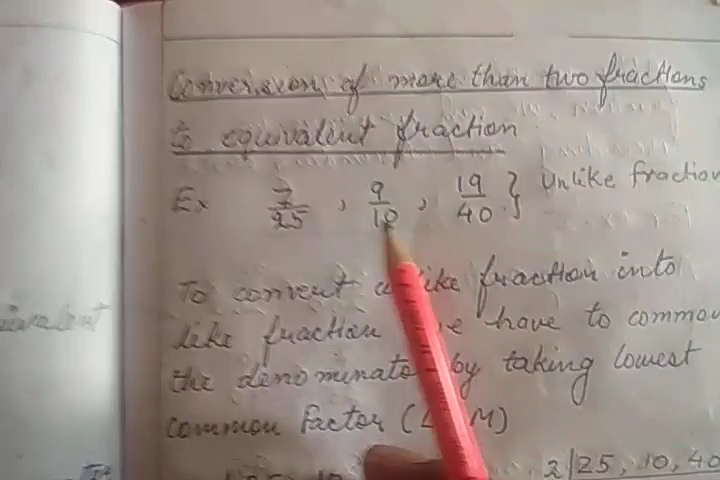 Conversion of more than two fractions
to equivalent fraction
Ex 7/25 , 9/10 , 19/40 } Unlike fraction
To convert like fraction into
like fraction have to common
the denominato by taking lowest
common Factor (L M)
2|25, 10, 40